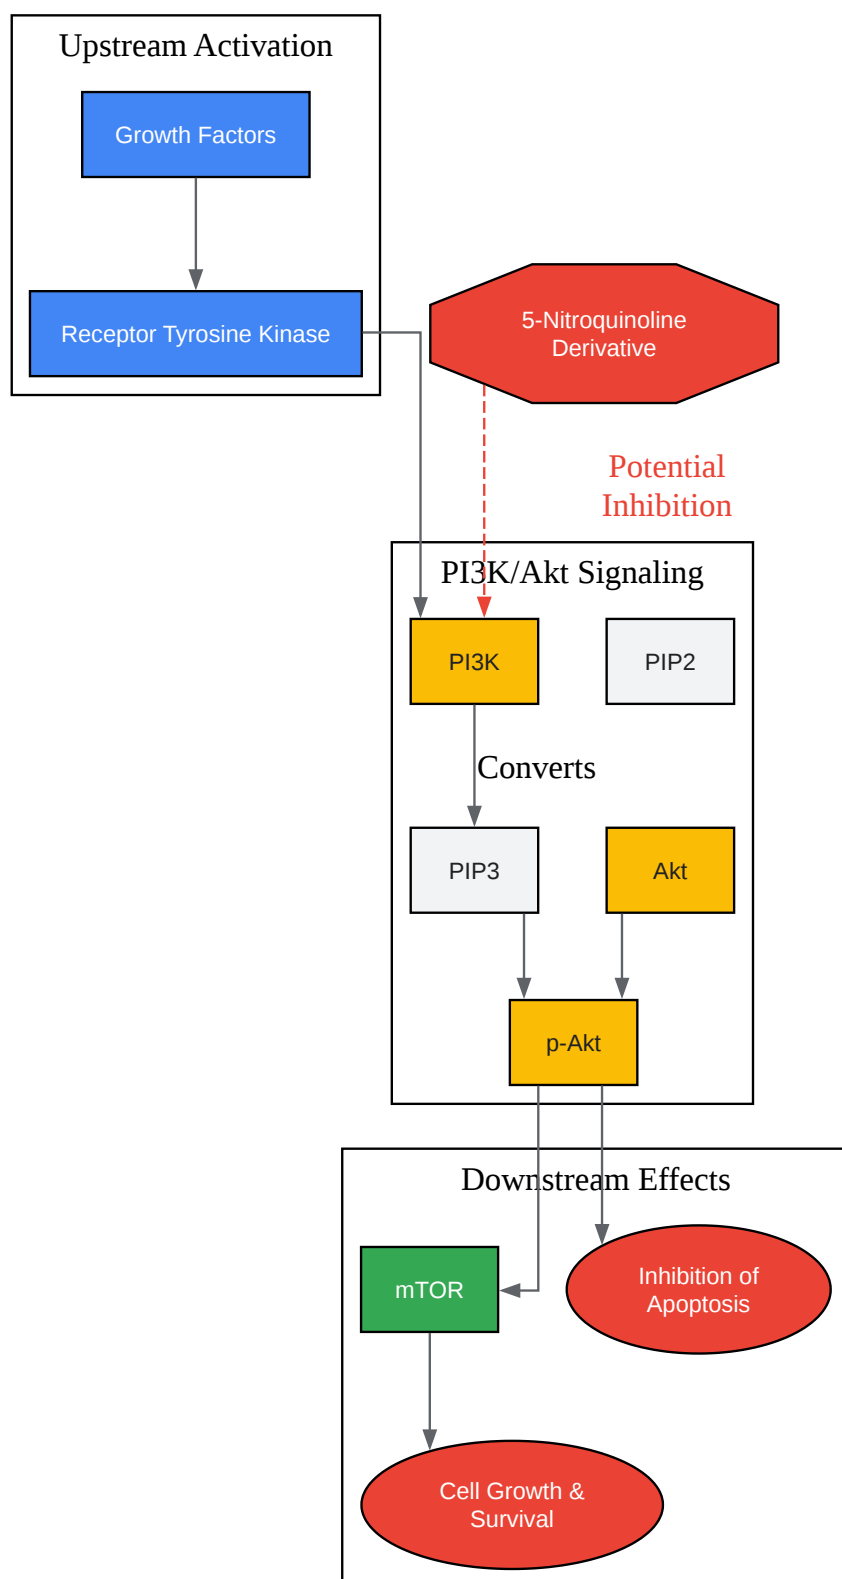 Upstream Activation
Growth Factors
Receptor Tyrosine Kinase
5-Nitroquinoline
Derivative
Potential
Inhibition
PI3K/Akt Signaling
PI3K
PIP2
Converts
PIP3
Akt
p-Akt
Downstream Effects
mTOR
Inhibition of
Apoptosis
Cell Growth &
Survival